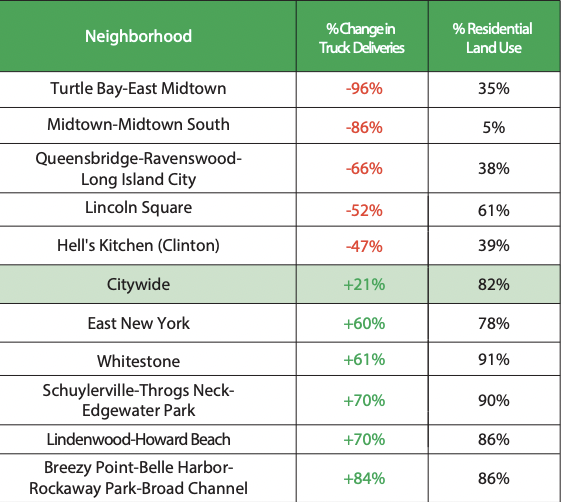 Neighborhood
% Change in
Truck Deliveries
% Residential
Land Use
Turtle Bay-East Midtown
-96%
35%
Midtown-Midtown South
-86%
5%
Queensbridge-Ravenswood-
Long Island City
-66%
38%
Lincoln Square
-52%
61%
Hell's Kitchen (Clinton)
-47%
39%
Citywide
+21%
82%
East New York
+60%
78%
Whitestone
+61%
91%
Schuylerville-Throgs Neck-
Edgewater Park
+70%
90%
Lindenwood-Howard Beach
+70%
86%
Breezy Point-Belle Harbor-
Rockaway Park-Broad Channel
+84%
86%